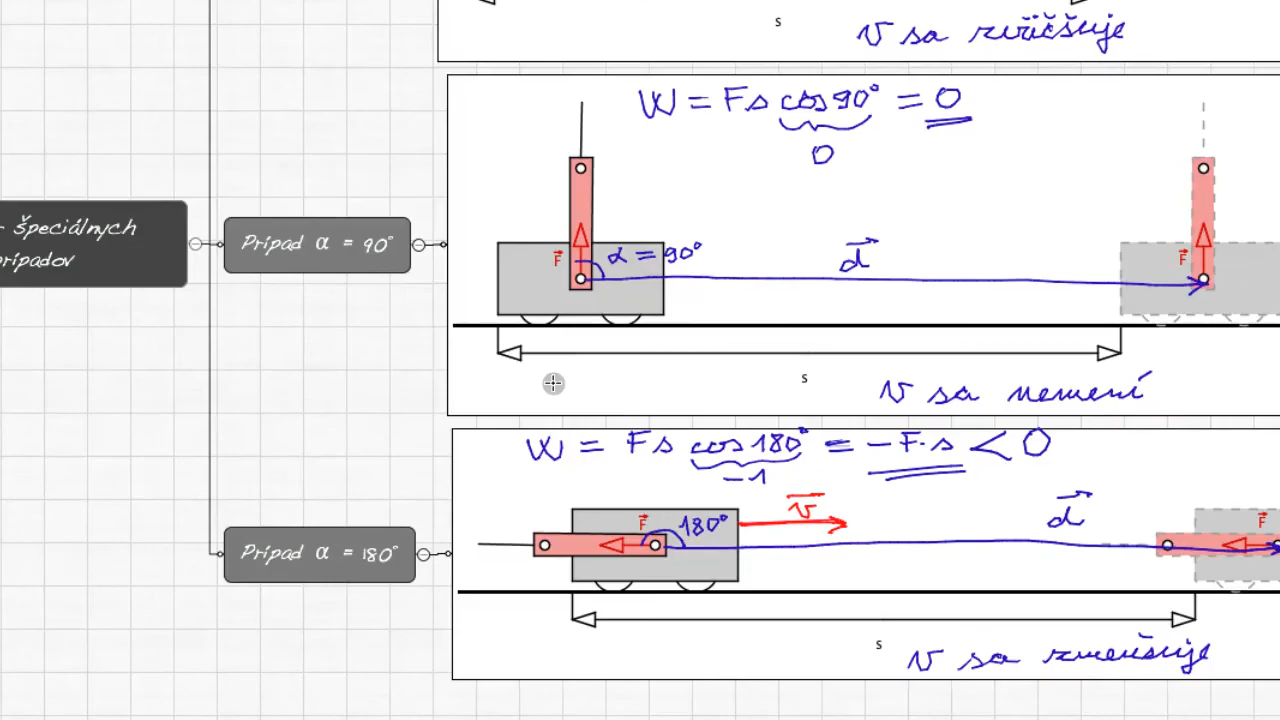 s
v sa zväčšuje
W = Fs cos 90° = 0
0
- špeciálnych
prípadov
Prípad α = 90°
F
α = 90°
d
F
s
v sa nemení
W = Fs cos 180° = -F·s < 0
-1
v
d
F
180°
F
Prípad α = 180°
s
v sa zmenšuje